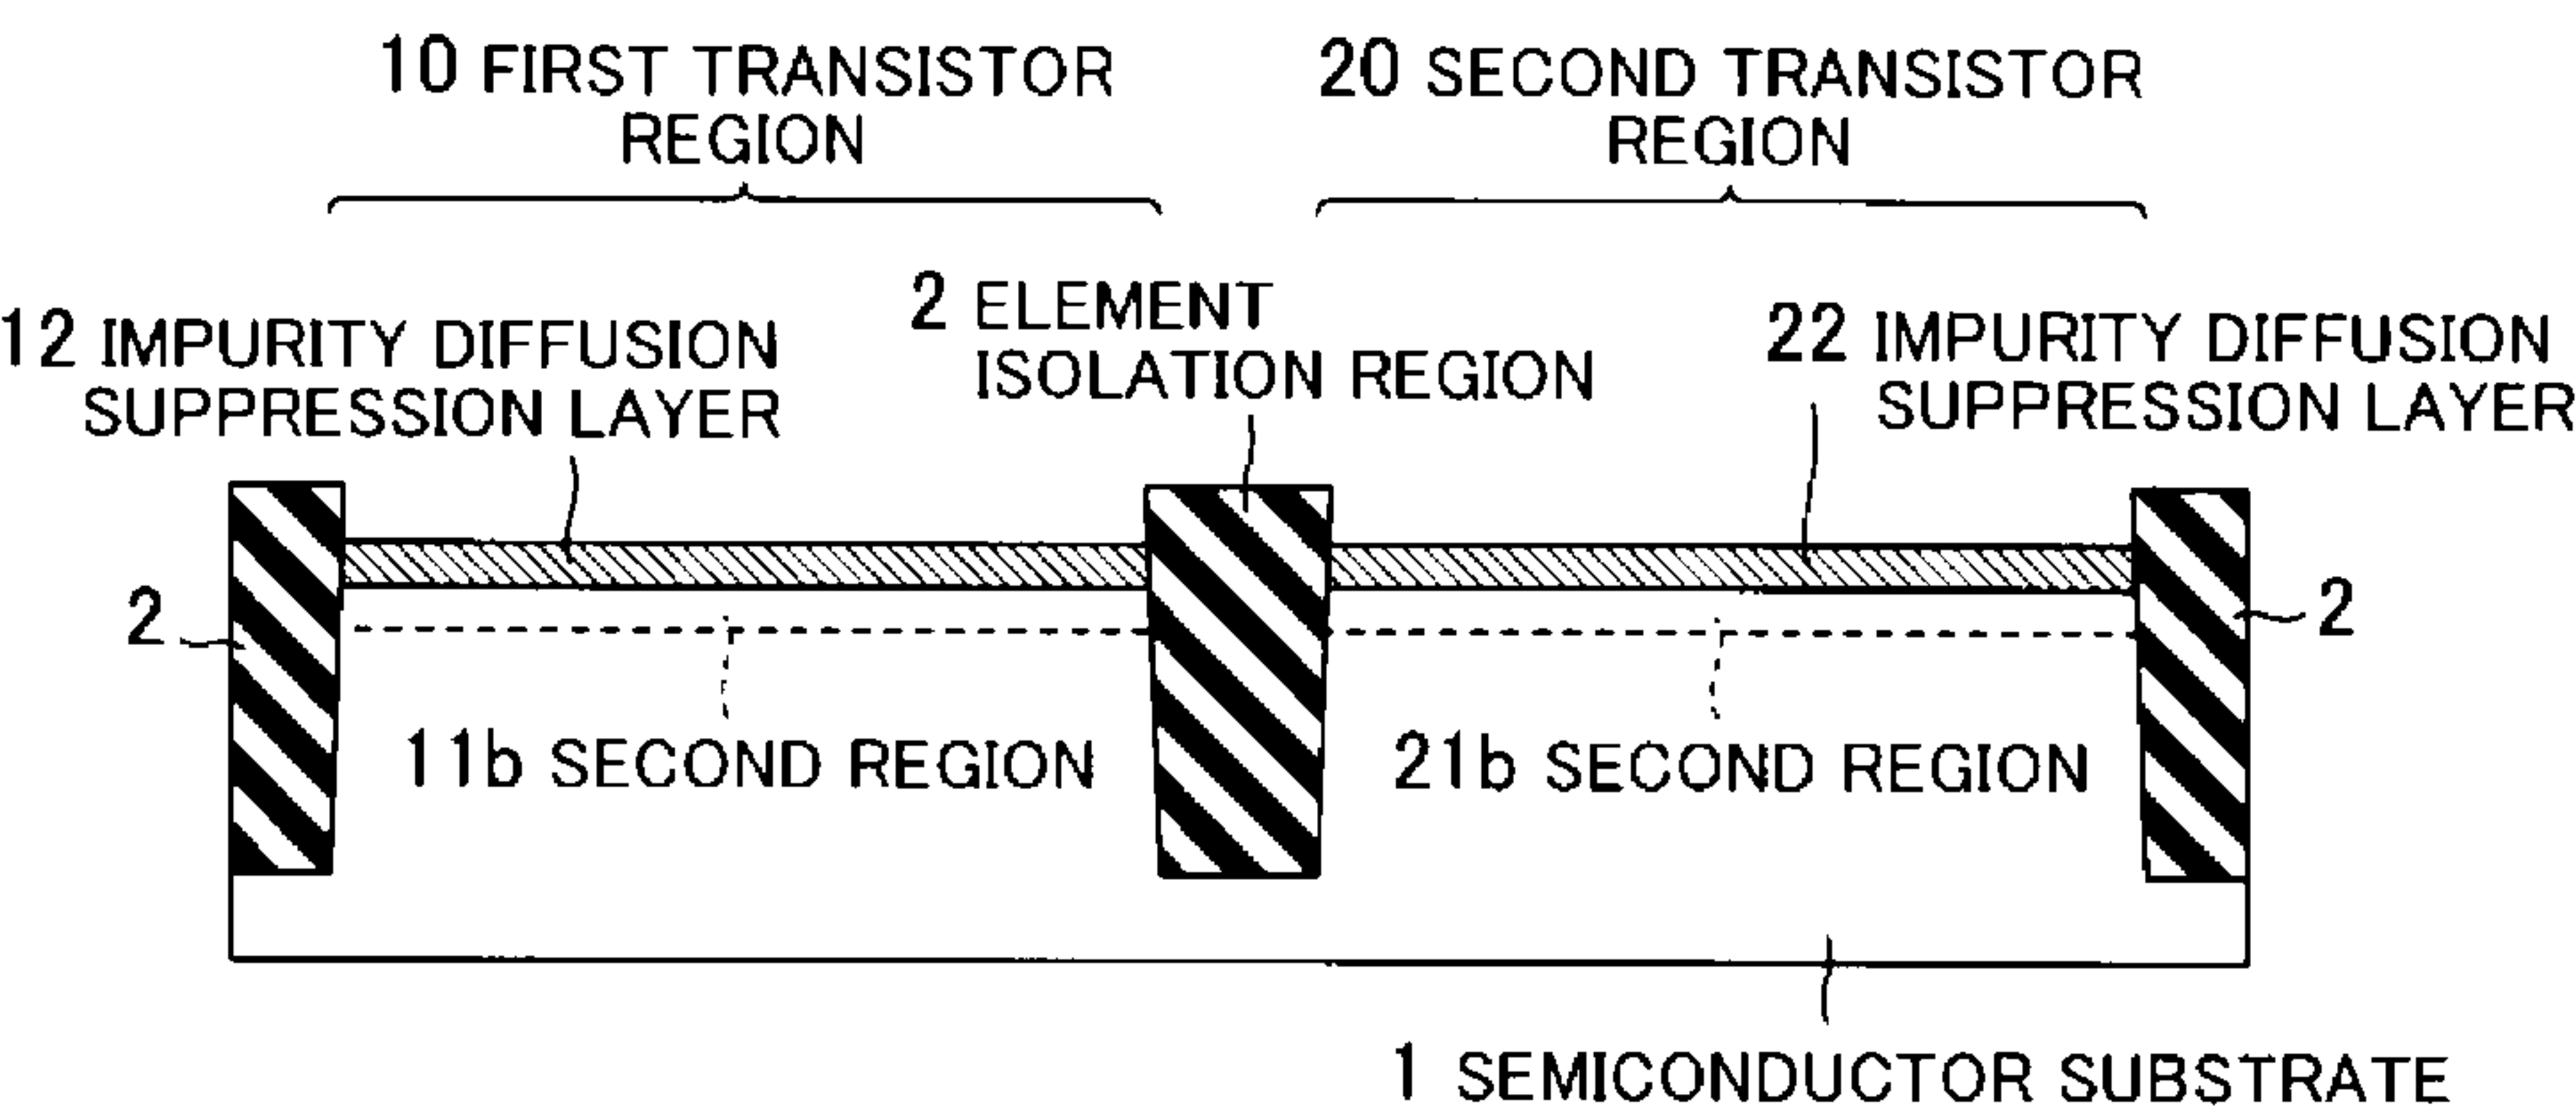 10 FIRST TRANSISTOR
REGION
20 SECOND TRANSISTOR
REGION
12 IMPURITY DIFFUSION
SUPPRESSION LAYER
2 ELEMENT
ISOLATION REGION
22 IMPURITY DIFFUSION
SUPPRESSION LAYER
2
2
11b SECOND REGION
21b SECOND REGION
1 SEMICONDUCTOR SUBSTRATE